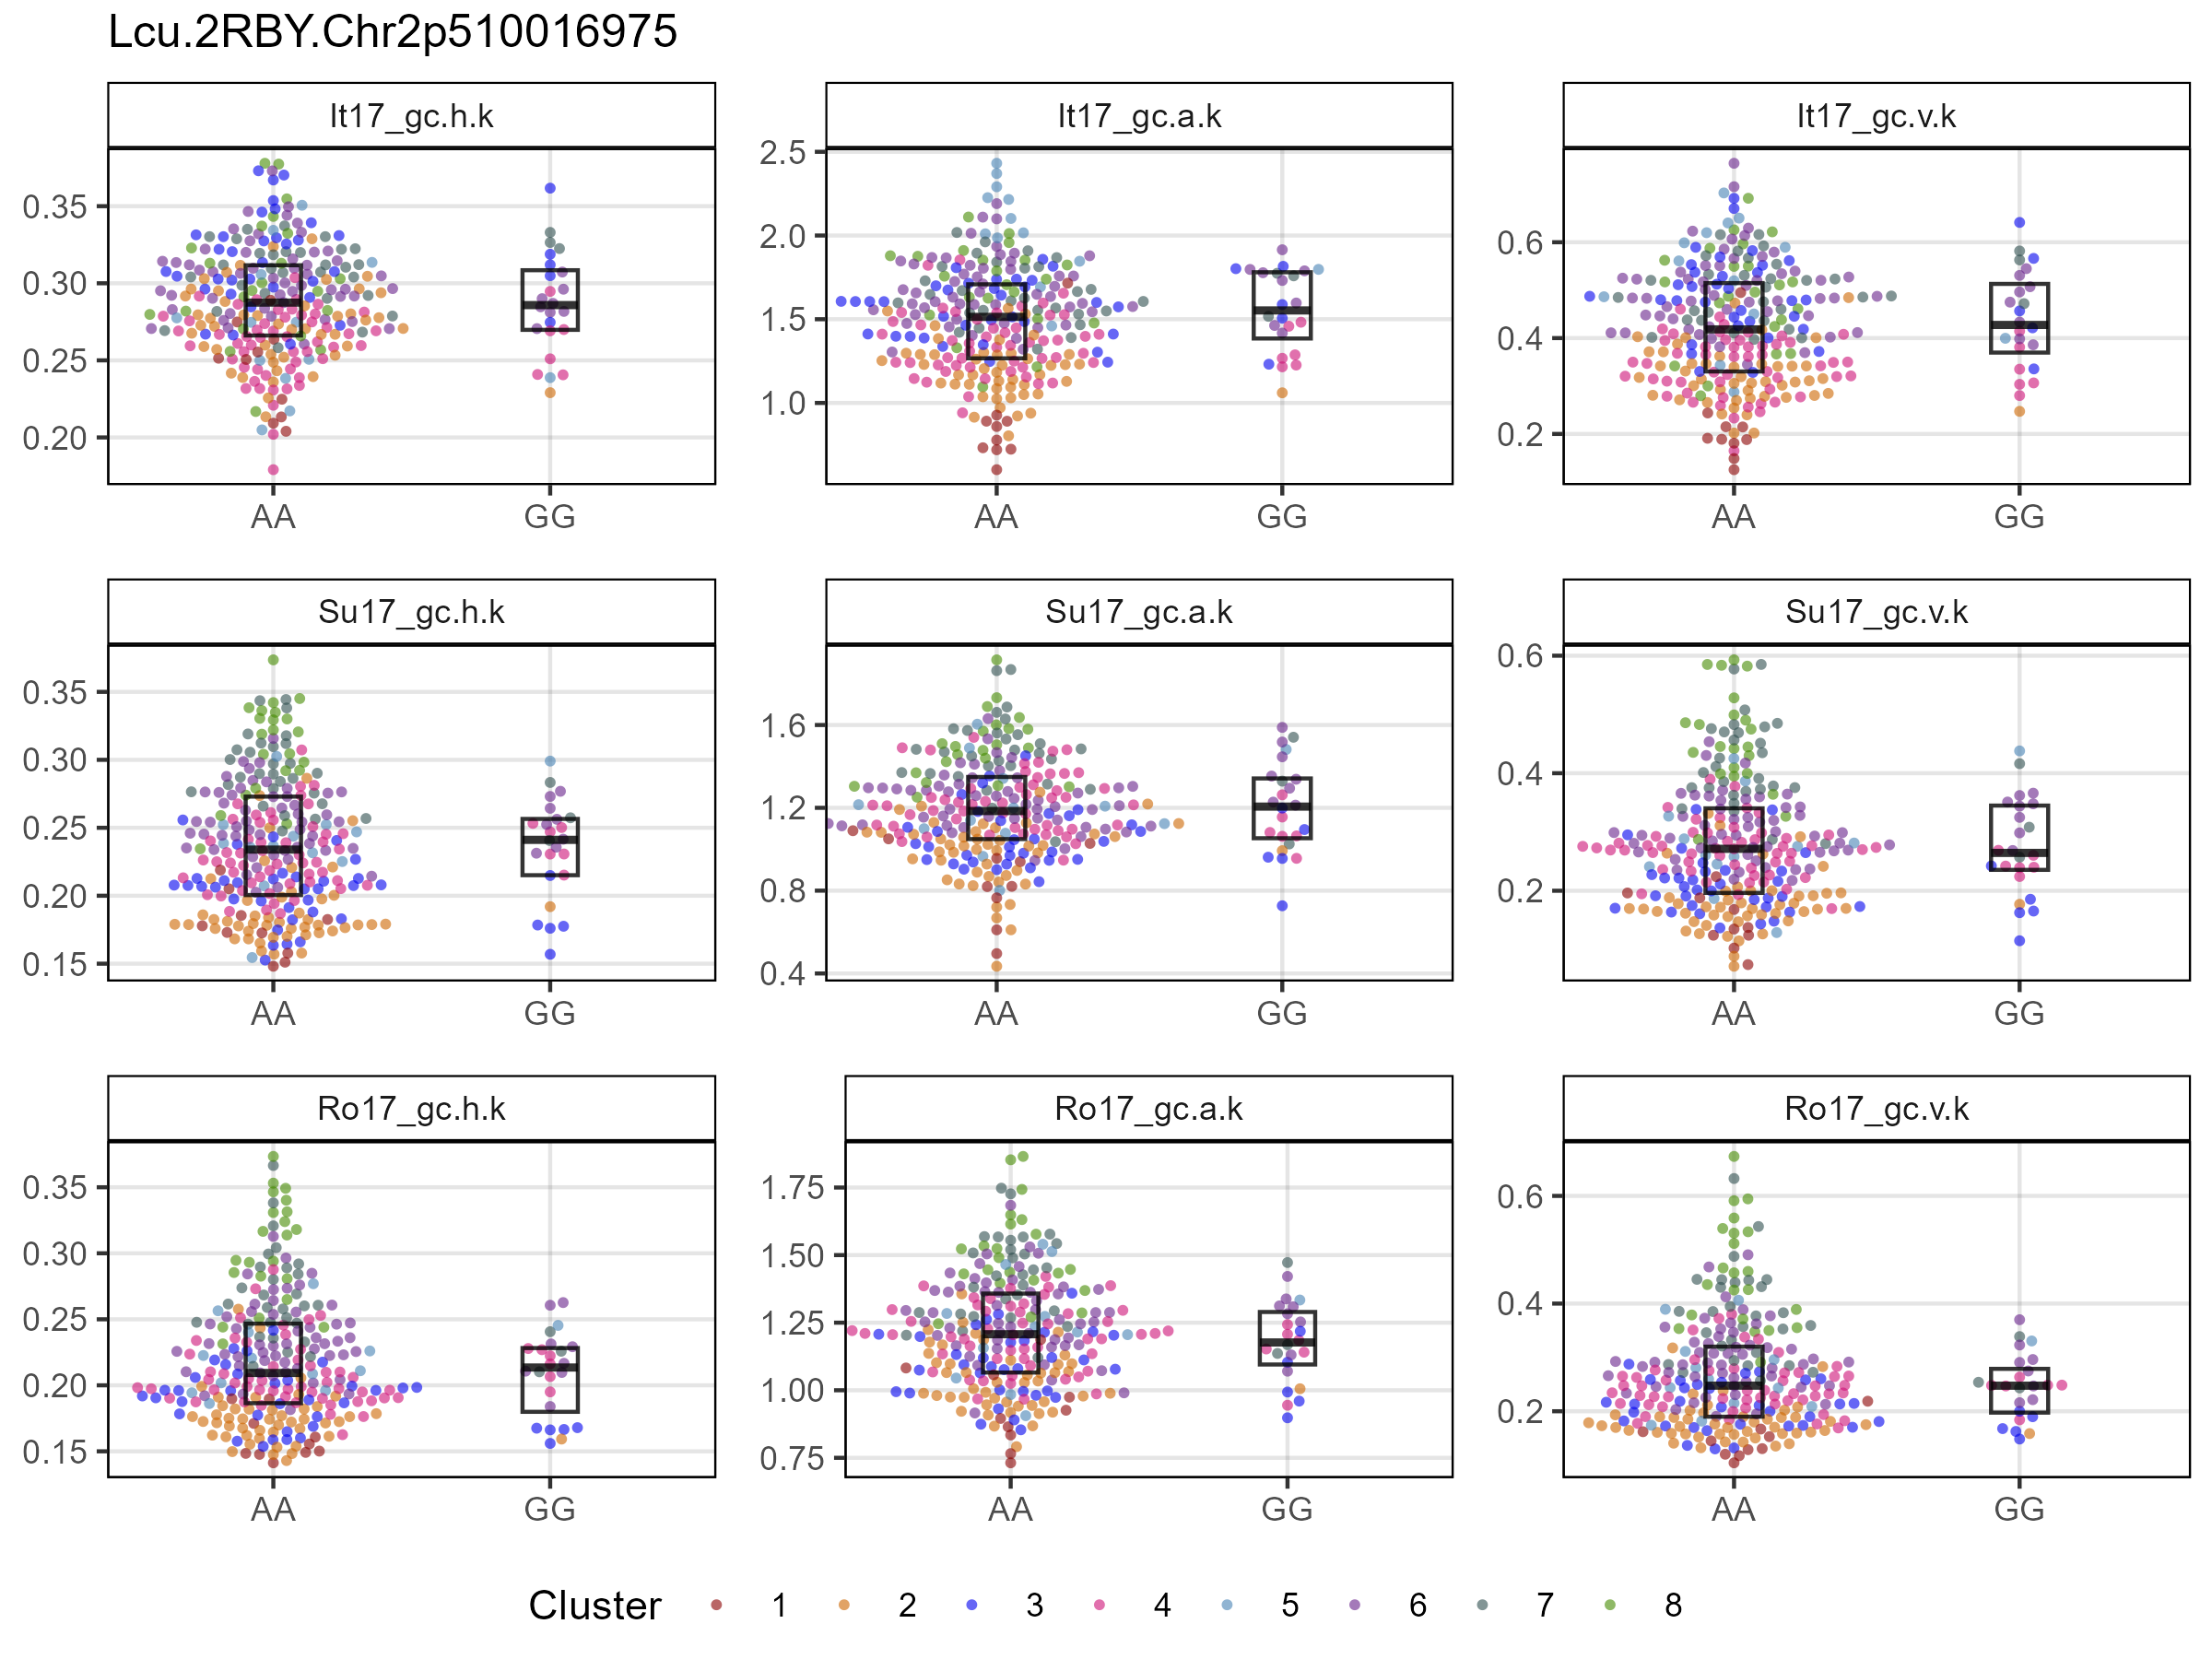 Lcu.2RBY.Chr2p510016975
It17_gc.h.k
It17_gc.a.k
It17_gc.v.k
0.35
0.30
0.25
0.20
2.5
2.0
1.5
1.0
0.6
0.4
0.2
AA
GG
AA
GG
AA
GG
Su17_gc.h.k
Su17_gc.a.k
Su17_gc.v.k
0.35
0.30
0.25
0.20
0.15
1.6
1.2
0.8
0.4
0.6
0.4
0.2
AA
GG
AA
GG
AA
GG
Ro17_gc.h.k
Ro17_gc.a.k
Ro17_gc.v.k
0.35
0.30
0.25
0.20
0.15
1.75
1.50
1.25
1.00
0.75
0.6
0.4
0.2
AA
GG
AA
GG
AA
GG
Cluster 1 2 3 4 5 6 7 8